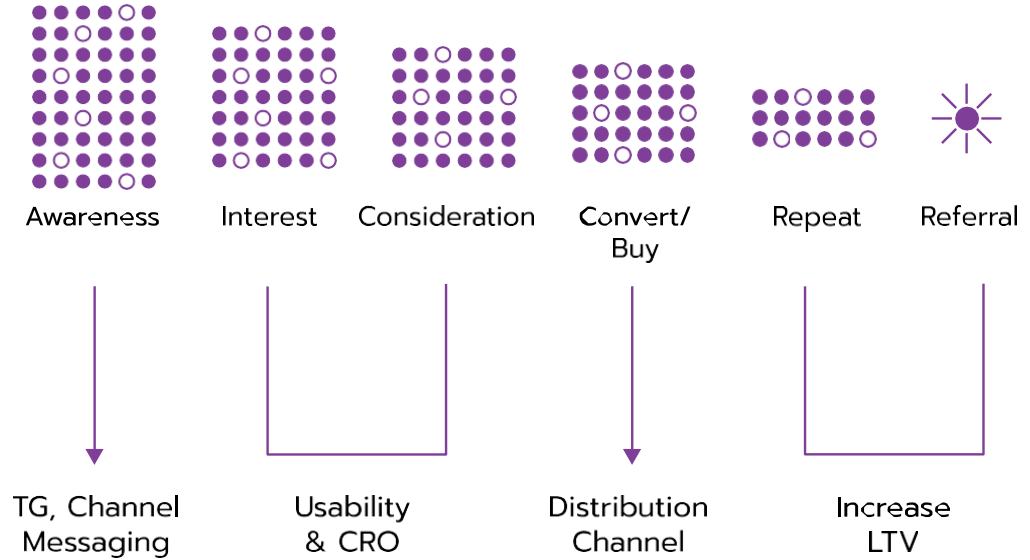 Awareness
Interest
Consideration
Convert/
Buy
Repeat
Referral
TG, Channel
Messaging
Usability
& CRO
Distribution
Channel
Increase
LTV